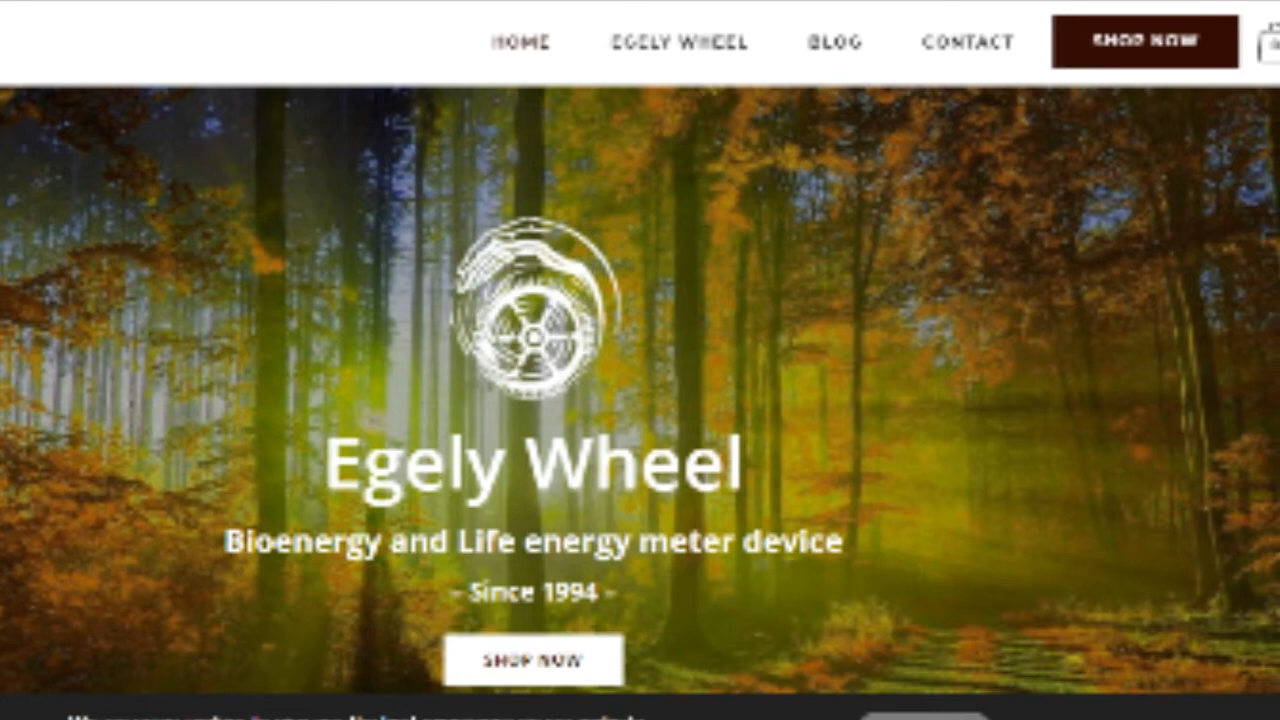 HOME EGELY WHEEL BLOG CONTACT SHOP NOW
Egely Wheel
Bioenergy and Life energy meter device
- Since 1994 -
SHOP NOW